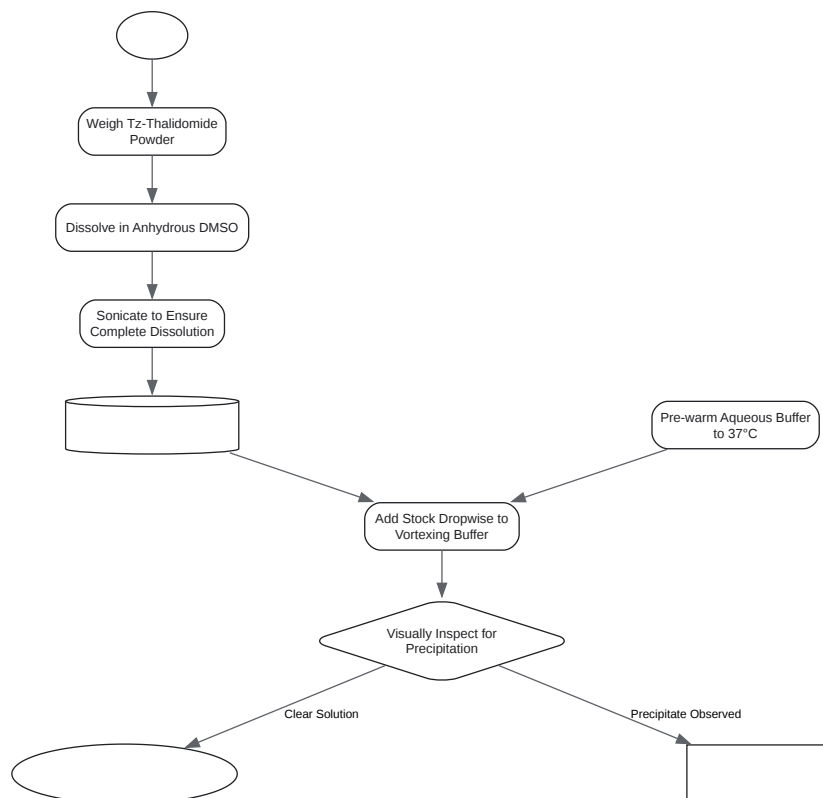 Weigh Tz-Thalidomide
Powder
Dissolve in Anhydrous DMSO
Sonicate to Ensure
Complete Dissolution
Pre-warm Aqueous Buffer
to 37°C
Add Stock Dropwise to
Vortexing Buffer
Visually Inspect for
Precipitation
Clear Solution
Precipitate Observed